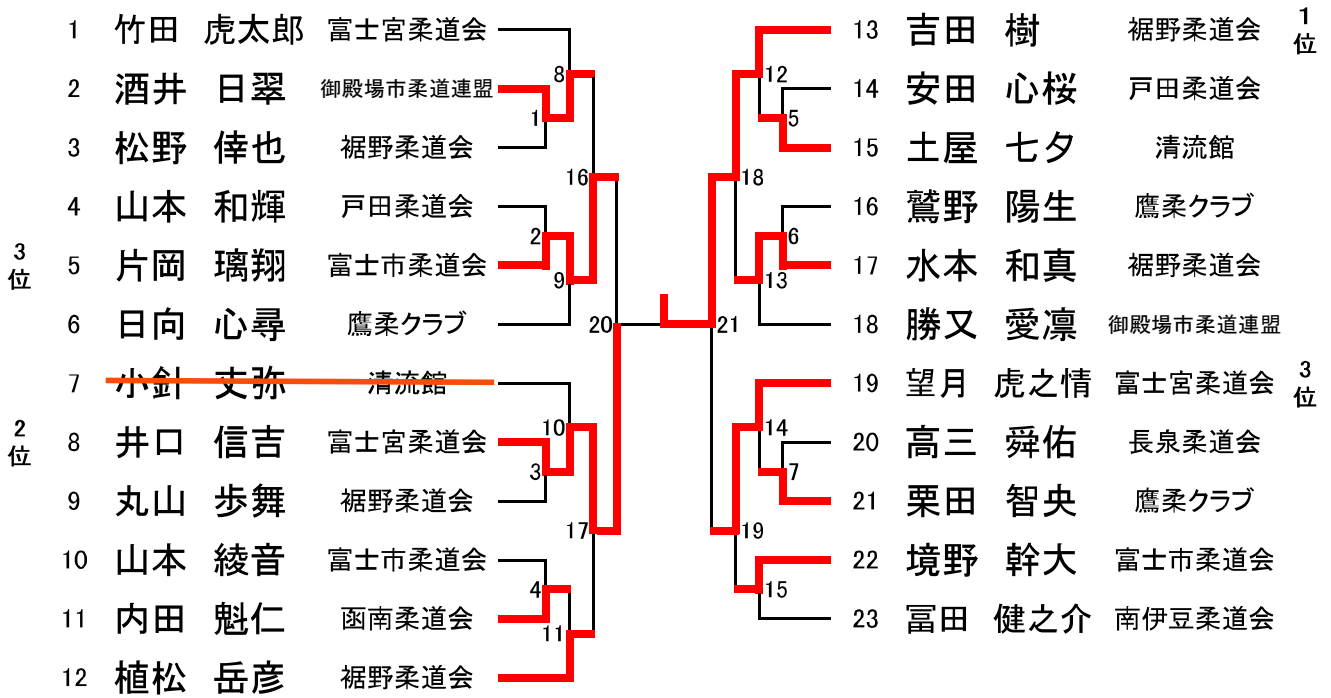 1 竹田 虎太郎 富士宮柔道会
2 酒井 日翠 御殿場市柔道連盟
3 松野 倖也 裾野柔道会
4 山本 和輝 戸田柔道会
3位 5 片岡 璃翔 富士市柔道会
6 日向 心尋 鷹柔クラブ
7 小針 丈弥 清流館
2位 8 井口 信吉 富士宮柔道会
9 丸山 歩舞 裾野柔道会
10 山本 綾音 富士市柔道会
11 内田 魁仁 函南柔道会
12 植松 岳彦 裾野柔道会
8
1
16
2
9
20
10
3
17
4
11
13 吉田 樹 裾野柔道会 1位
14 安田 心桜 戸田柔道会
15 土屋 七夕 清流館
16 鷲野 陽生 鷹柔クラブ
17 水本 和真 裾野柔道会
18 勝又 愛凛 御殿場市柔道連盟
19 望月 虎之情 富士宮柔道会 3位
20 高三 舜佑 長泉柔道会
21 栗田 智央 鷹柔クラブ
22 境野 幹大 富士市柔道会
23 冨田 健之介 南伊豆柔道会
12
5
18
6
13
21
14
7
19
15